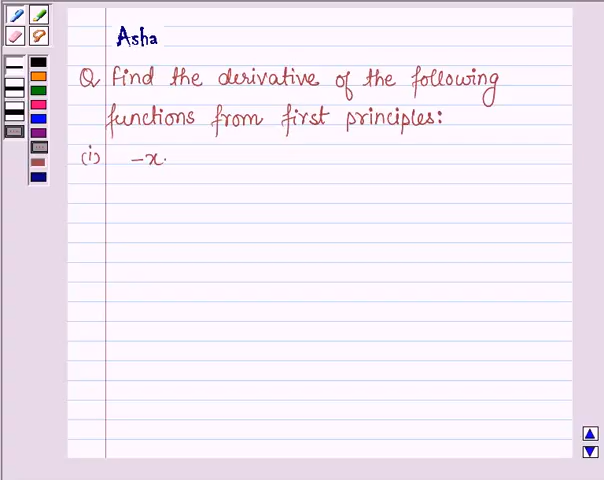 Asha
Q Find the derivative of the following
functions from first principles:
(i) -x.